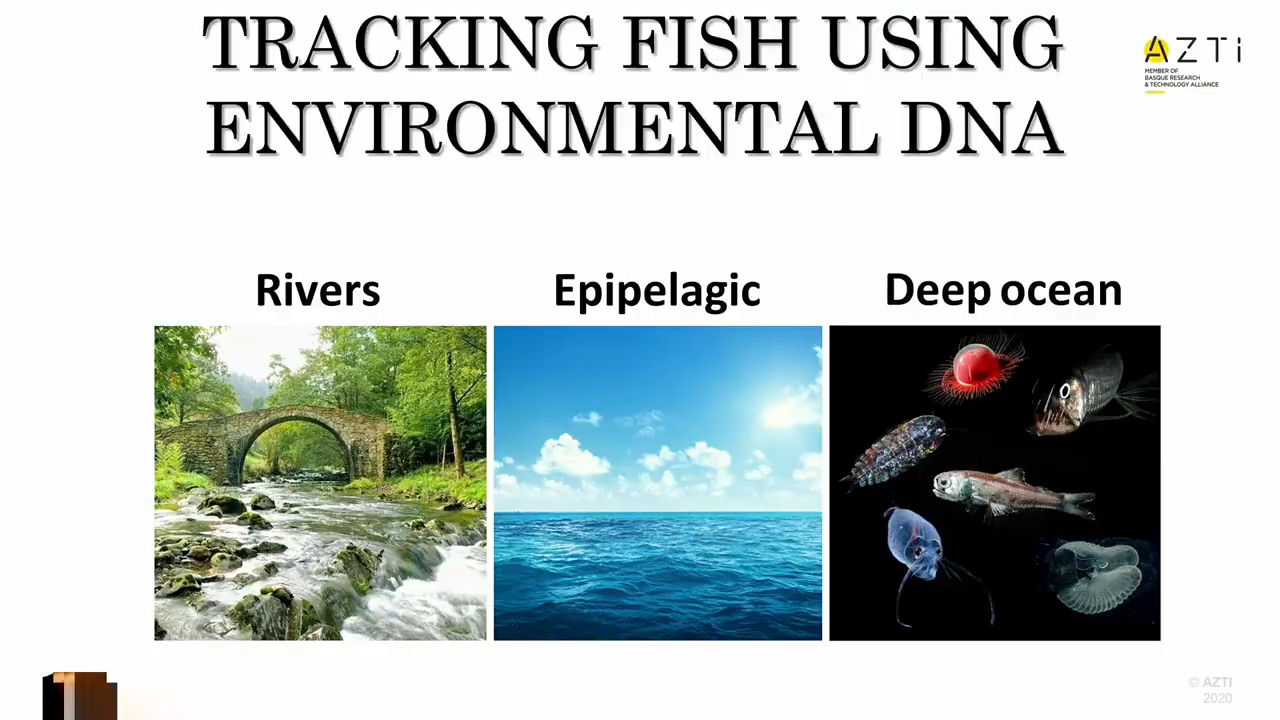 TRACKING FISH USING
ENVIRONMENTAL DNA
AZTi
MEMBER OF
BASQUE RESEARCH
& TECHNOLOGY ALLIANCE
Rivers
Epipelagic
Deep ocean
© AZTI
2020